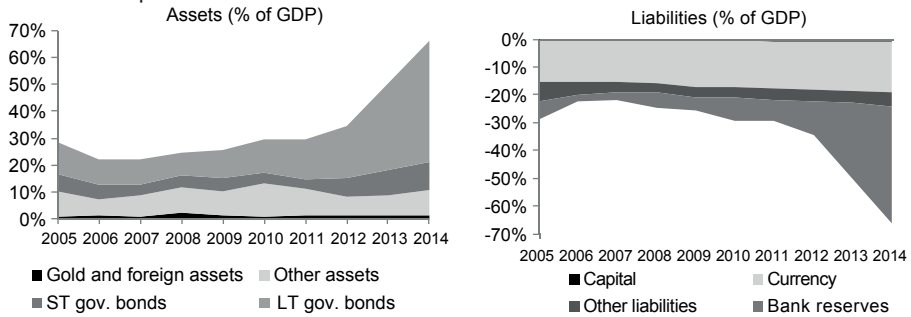 Assets (% of GDP)
70%
60%
50%
40%
30%
20%
10%
0%
2005 2006 2007 2008 2009 2010 2011 2012 2013 2014
Gold and foreign assets Other assets
ST gov. bonds LT gov. bonds
Liabilities (% of GDP)
0%
-10%
-20%
-30%
-40%
-50%
-60%
-70%
2005 2006 2007 2008 2009 2010 2011 2012 2013 2014
Capital Currency
Other liabilities Bank reserves